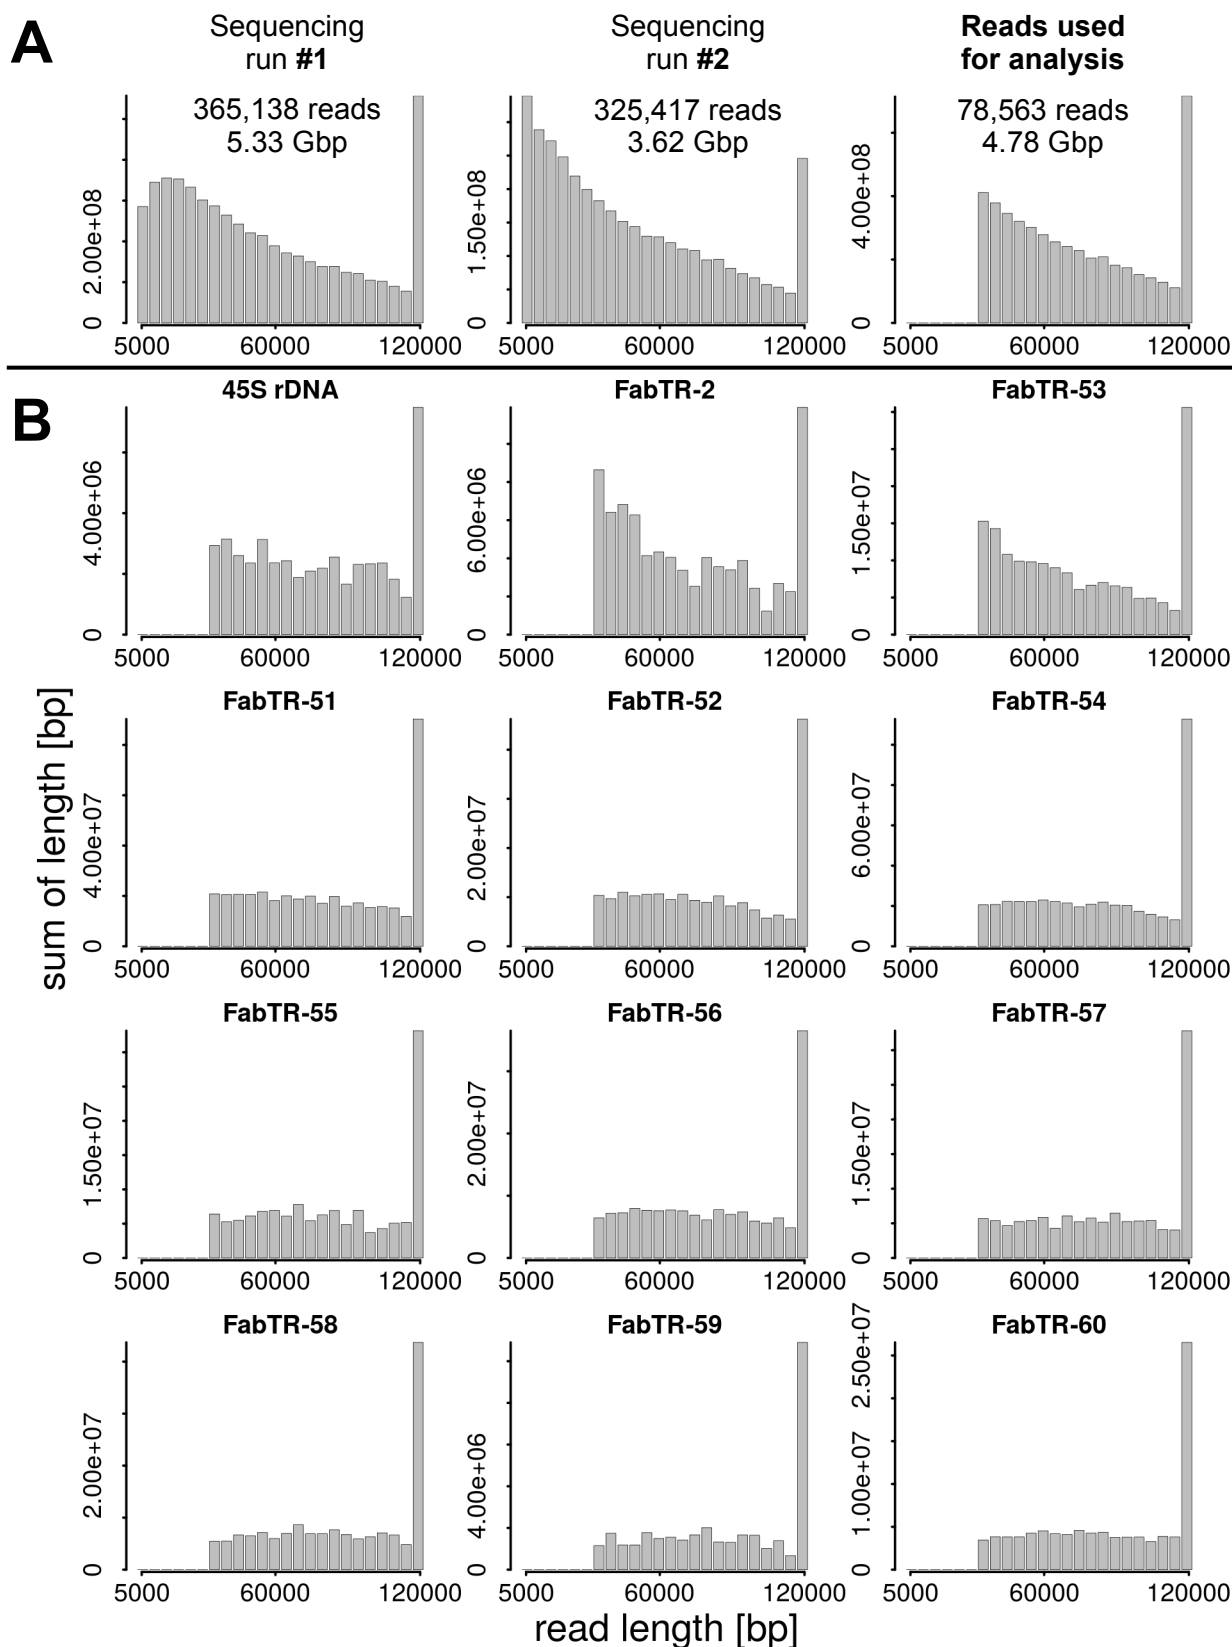 A
Sequencing
run #1
365,138 reads
5.33 Gbp
0
2.00e+08
5000
60000
120000
Sequencing
run #2
325,417 reads
3.62 Gbp
0
1.50e+08
5000
60000
120000
Reads used
for analysis
78,563 reads
4.78 Gbp
0
4.00e+08
5000
60000
120000
B
sum of length [bp]
45S rDNA
0
4.00e+06
5000
60000
120000
FabTR-2
0
6.00e+06
5000
60000
120000
FabTR-53
0
1.50e+07
5000
60000
120000
FabTR-51
0
4.00e+07
5000
60000
120000
FabTR-52
0
2.00e+07
5000
60000
120000
FabTR-54
0
6.00e+07
5000
60000
120000
FabTR-55
0
1.50e+07
5000
60000
120000
FabTR-56
0
2.00e+07
5000
60000
120000
FabTR-57
0
1.50e+07
5000
60000
120000
FabTR-58
0
2.00e+07
5000
60000
120000
FabTR-59
0
4.00e+06
5000
60000
120000
FabTR-60
0
1.00e+07
2.50e+07
5000
60000
120000
read length [bp]